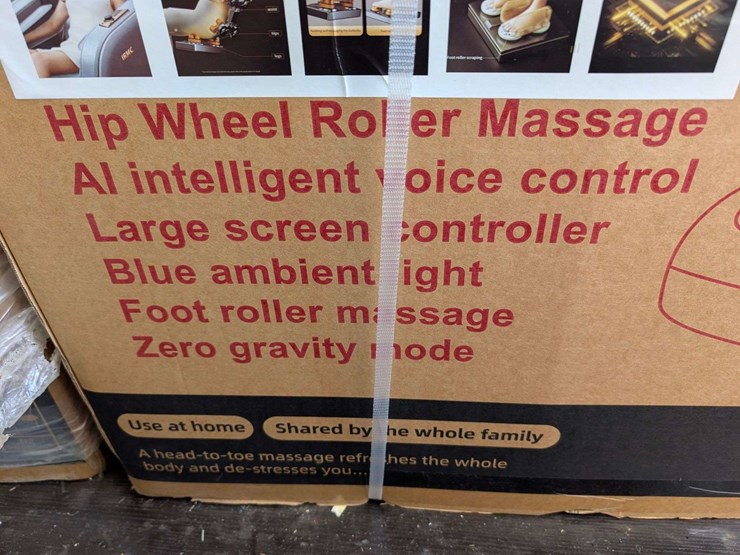 Hip Wheel Roller Massage
AI intelligent voice control
Large screen controller
Blue ambient light
Foot roller massage
Zero gravity mode
Use at home
Shared by the whole family
A head-to-toe massage refreshes the whole
body and de-stresses you...